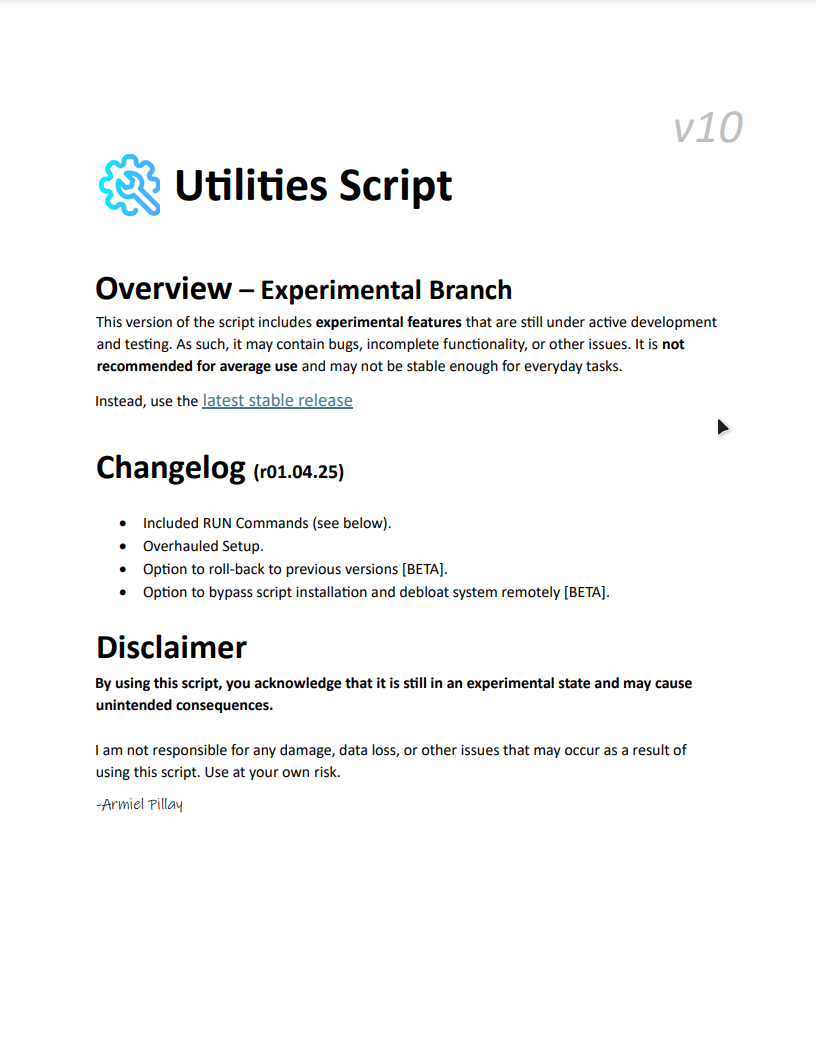 v10
Utilities Script
Overview – Experimental Branch
This version of the script includes experimental features that are still under active development
and testing. As such, it may contain bugs, incomplete functionality, or other issues. It is not
recommended for average use and may not be stable enough for everyday tasks.
Instead, use the latest stable release
Changelog (r01.04.25)
• Included RUN Commands (see below).
• Overhauled Setup.
• Option to roll-back to previous versions [BETA].
• Option to bypass script installation and debloat system remotely [BETA].
Disclaimer
By using this script, you acknowledge that it is still in an experimental state and may cause
unintended consequences.
I am not responsible for any damage, data loss, or other issues that may occur as a result of
using this script. Use at your own risk.
-Armiel Pillay